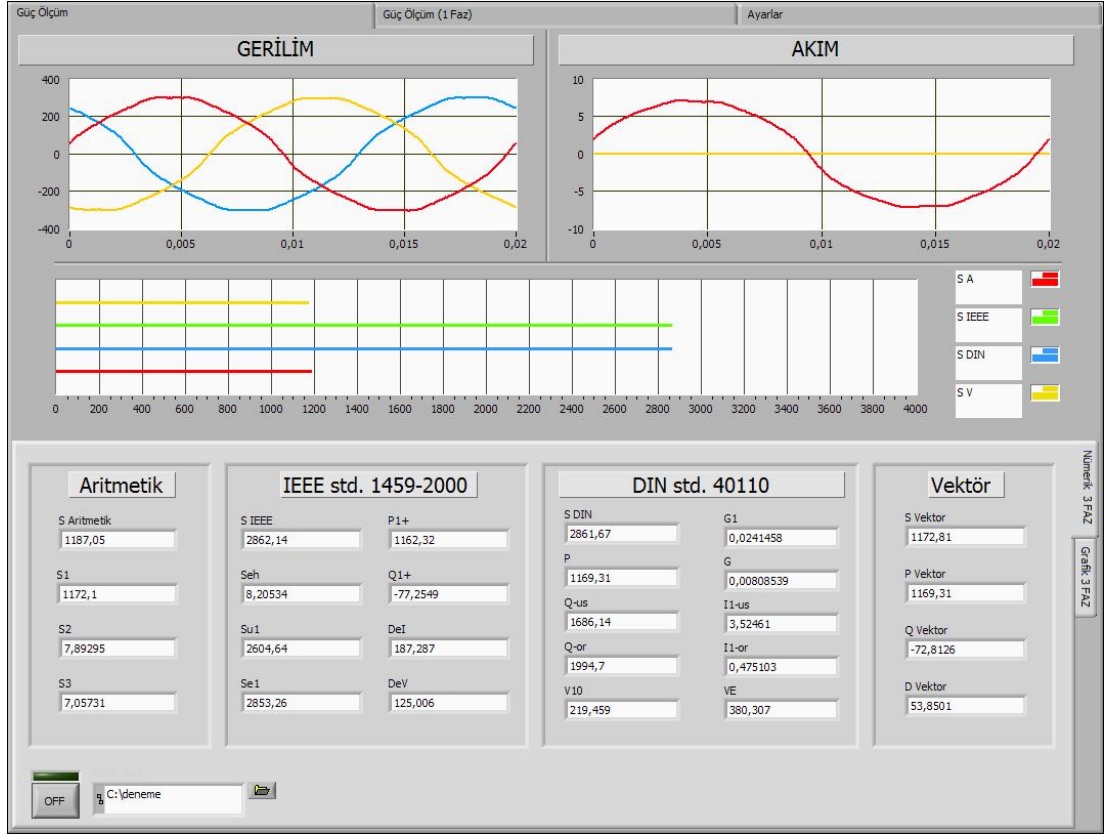 Güç Ölçüm
Güç Ölçüm (1 Faz)
Ayarlar
GERİLİM
400
200
0
-200
-400
0 0,005 0,01 0,015 0,02
AKIM
10
5
0
-5
-10
0 0,005 0,01 0,015 0,02
0 200 400 600 800 1000 1200 1400 1600 1800 2000 2200 2400 2600 2800 3000 3200 3400 3600 3800 4000
S A
S IEEE
S DIN
S V
Nümerik 3 FAZ
Grafik 3 FAZ
Aritmetik
S Aritmetik
1187,05
S1
1172,1
S2
7,89295
S3
7,05731
IEEE std. 1459-2000
S IEEE
2862,14
Seh
8,20534
Su1
2604,64
Se1
2853,26
P1+
1162,32
Q1+
-77,2549
DeI
187,287
DeV
125,006
DIN std. 40110
S DIN
2861,67
P
1169,31
Q-us
1686,14
Q-or
1994,7
V10
219,459
G1
0,0241458
G
0,00808539
I1-us
3,52461
I1-or
0,475103
VE
380,307
Vektör
S Vektor
1172,81
P Vektor
1169,31
Q Vektor
-72,8126
D Vektor
53,8501
OFF
C:\deneme